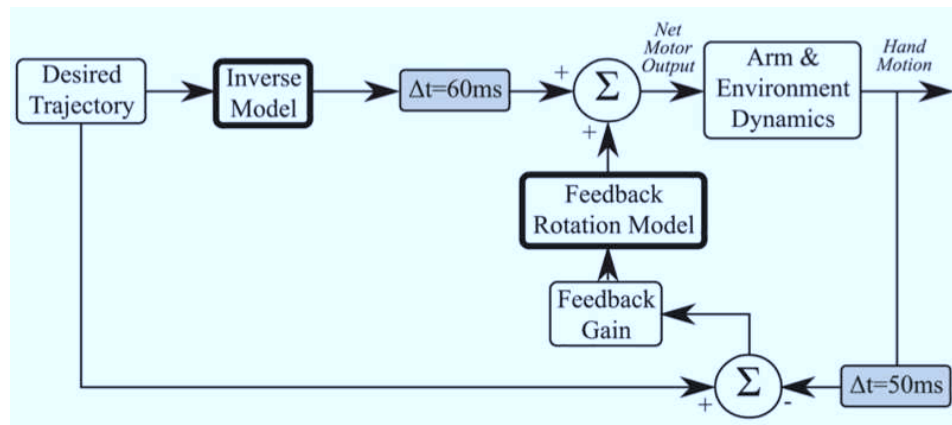 Desired
Trajectory
Inverse
Model
Δt=60ms
+
Σ
+
Net
Motor
Output
Arm &
Environment
Dynamics
Hand
Motion
Feedback
Rotation Model
Feedback
Gain
+
Σ
-
Δt=50ms